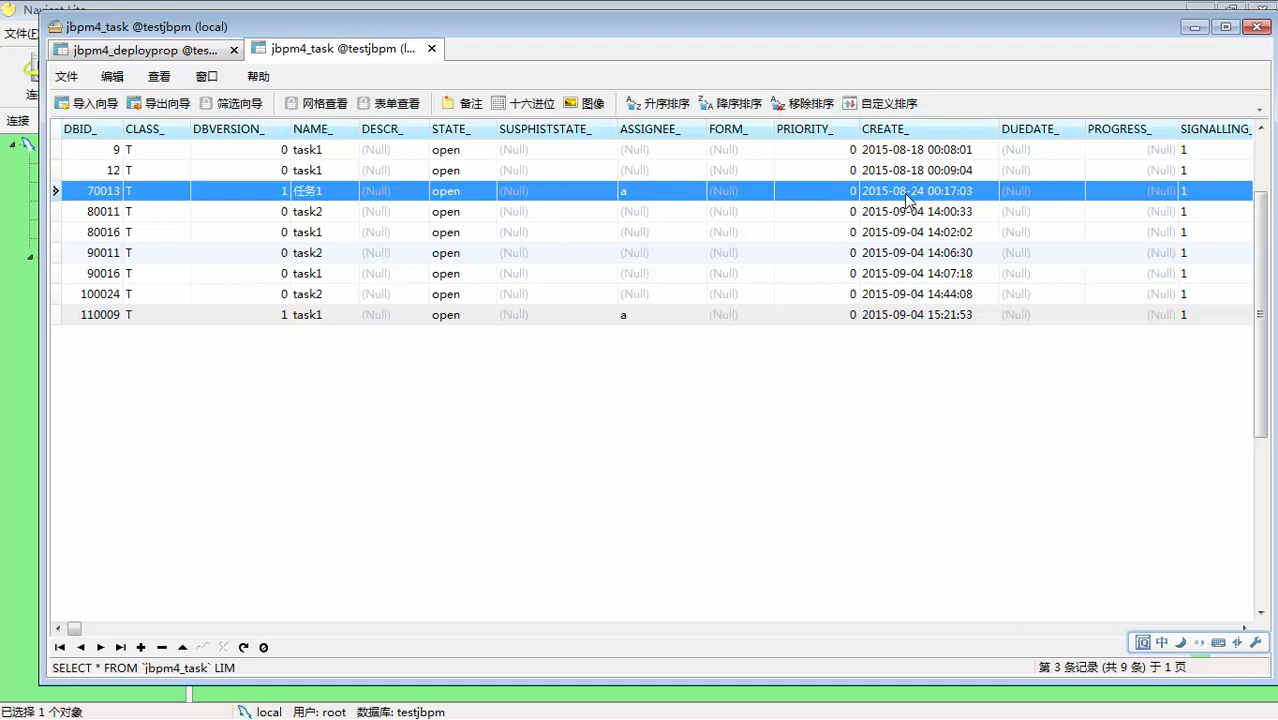 Navicat Lite
文件(F
jbpm4_task @testjbpm (local)
jbpm4_deployprop @tes...
jbpm4_task @testjbpm (l...
文件 编辑 查看 窗口 帮助
导入向导 导出向导 筛选向导 网格查看 表单查看 备注 十六进位 图像 升序排序 降序排序 移除排序 自定义排序
连
连接
DBID_ CLASS_ DBVERSION_ NAME_ DESCR_ STATE_ SUSPHISTSTATE_ ASSIGNEE_ FORM_ PRIORITY_ CREATE_ DUEDATE_ PROGRESS_ SIGNALLING_
9 T 0 task1 (Null) open (Null) (Null) (Null) 0 2015-08-18 00:08:01 (Null) (Null) 1
12 T 0 task1 (Null) open (Null) (Null) (Null) 0 2015-08-18 00:09:04 (Null) (Null) 1
70013 T 1 任务1 (Null) open (Null) a (Null) 0 2015-08-24 00:17:03 (Null) (Null) 1
80011 T 0 task2 (Null) open (Null) (Null) (Null) 0 2015-09-04 14:00:33 (Null) (Null) 1
80016 T 0 task1 (Null) open (Null) (Null) (Null) 0 2015-09-04 14:02:02 (Null) (Null) 1
90011 T 0 task2 (Null) open (Null) (Null) (Null) 0 2015-09-04 14:06:30 (Null) (Null) 1
90016 T 0 task1 (Null) open (Null) (Null) (Null) 0 2015-09-04 14:07:18 (Null) (Null) 1
100024 T 0 task2 (Null) open (Null) (Null) (Null) 0 2015-09-04 14:44:08 (Null) (Null) 1
110009 T 1 task1 (Null) open (Null) a (Null) 0 2015-09-04 15:21:53 (Null) (Null) 1
中
SELECT * FROM `jbpm4_task` LIM
第 3 条记录 (共 9 条) 于 1 页
已选择 1 个对象
local 用户: root 数据库: testjbpm